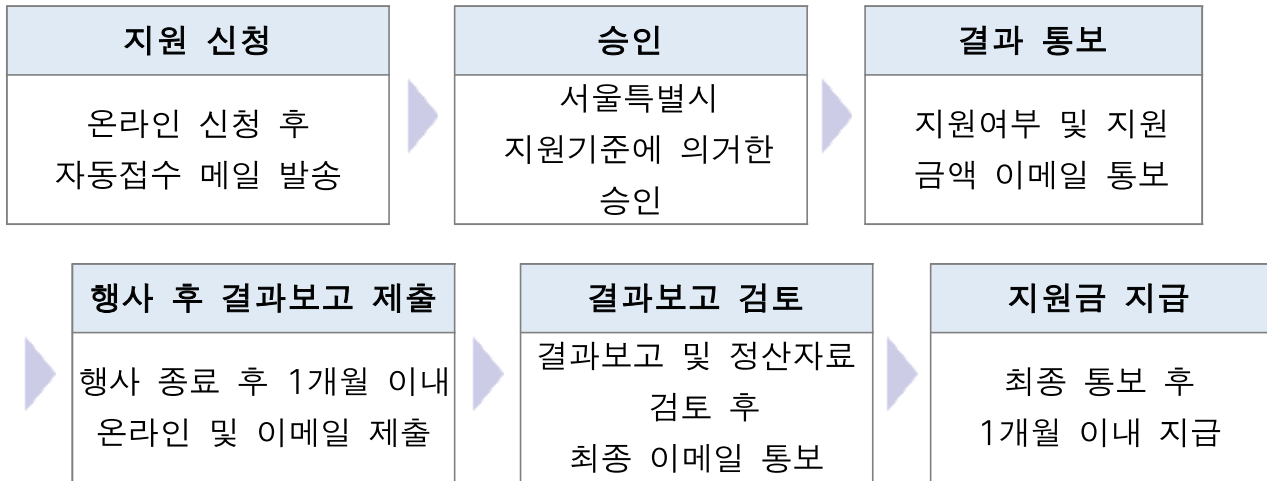 지원 신청
온라인 신청 후
자동접수 메일 발송
승인
서울특별시
지원기준에 의거한
승인
결과 통보
지원여부 및 지원
금액 이메일 통보
행사 후 결과보고 제출
행사 종료 후 1개월 이내
온라인 및 이메일 제출
결과보고 검토
결과보고 및 정산자료
검토 후
최종 이메일 통보
지원금 지급
최종 통보 후
1개월 이내 지급